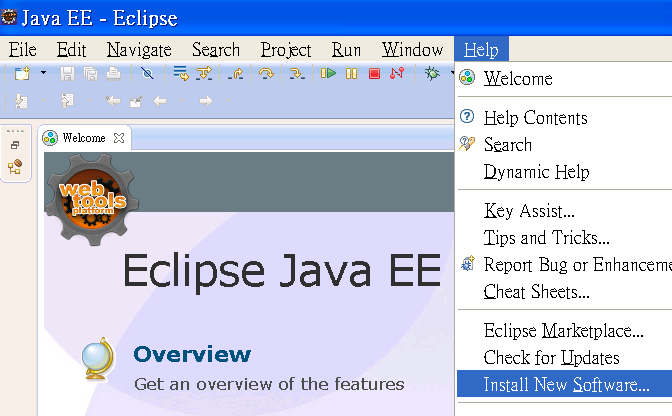 Java EE - Eclipse
File Edit Navigate Search Project Run Window Help
Welcome
web
tools
platform
Eclipse Java EE
Overview
Get an overview of the features
Welcome
Help Contents
Search
Dynamic Help
Key Assist...
Tips and Tricks...
Report Bug or Enhanceme
Cheat Sheets...
Eclipse Marketplace...
Check for Updates
Install New Software...